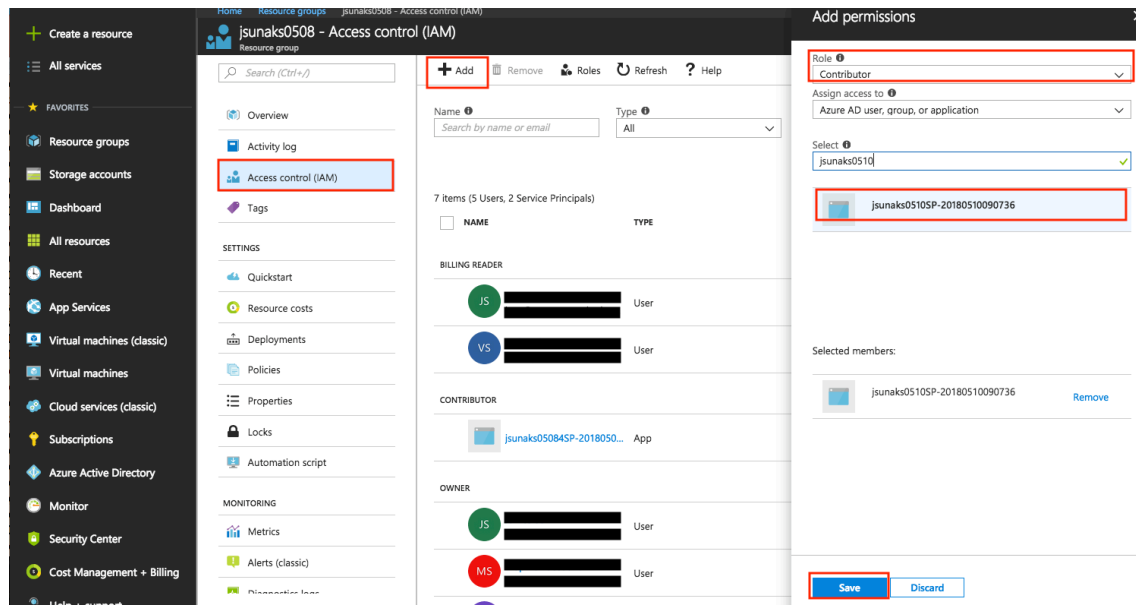 Home Resource groups jsunaks0508 - Access control (IAM)
jsunaks0508 - Access control (IAM)
Resource group
Create a resource
All services
FAVORITES
Resource groups
Storage accounts
Dashboard
All resources
Recent
App Services
Virtual machines (classic)
Virtual machines
Cloud services (classic)
Subscriptions
Azure Active Directory
Monitor
Security Center
Cost Management + Billing
Help + support
Search (Ctrl+/)
Overview
Activity log
Access control (IAM)
Tags
SETTINGS
Quickstart
Resource costs
Deployments
Policies
Properties
Locks
Automation script
MONITORING
Metrics
Alerts (classic)
Diagnostics logs
Add Remove Roles Refresh ? Help
Name Type
Search by name or email All
7 items (5 Users, 2 Service Principals)
NAME TYPE
BILLING READER
JS User
VS User
CONTRIBUTOR
jsunaks05084SP-2018050... App
OWNER
JS User
MS User
Add permissions
Role
Contributor
Assign access to
Azure AD user, group, or application
Select
jsunaks0510
jsunaks0510SP-20180510090736
Selected members:
jsunaks0510SP-20180510090736 Remove
Save Discard